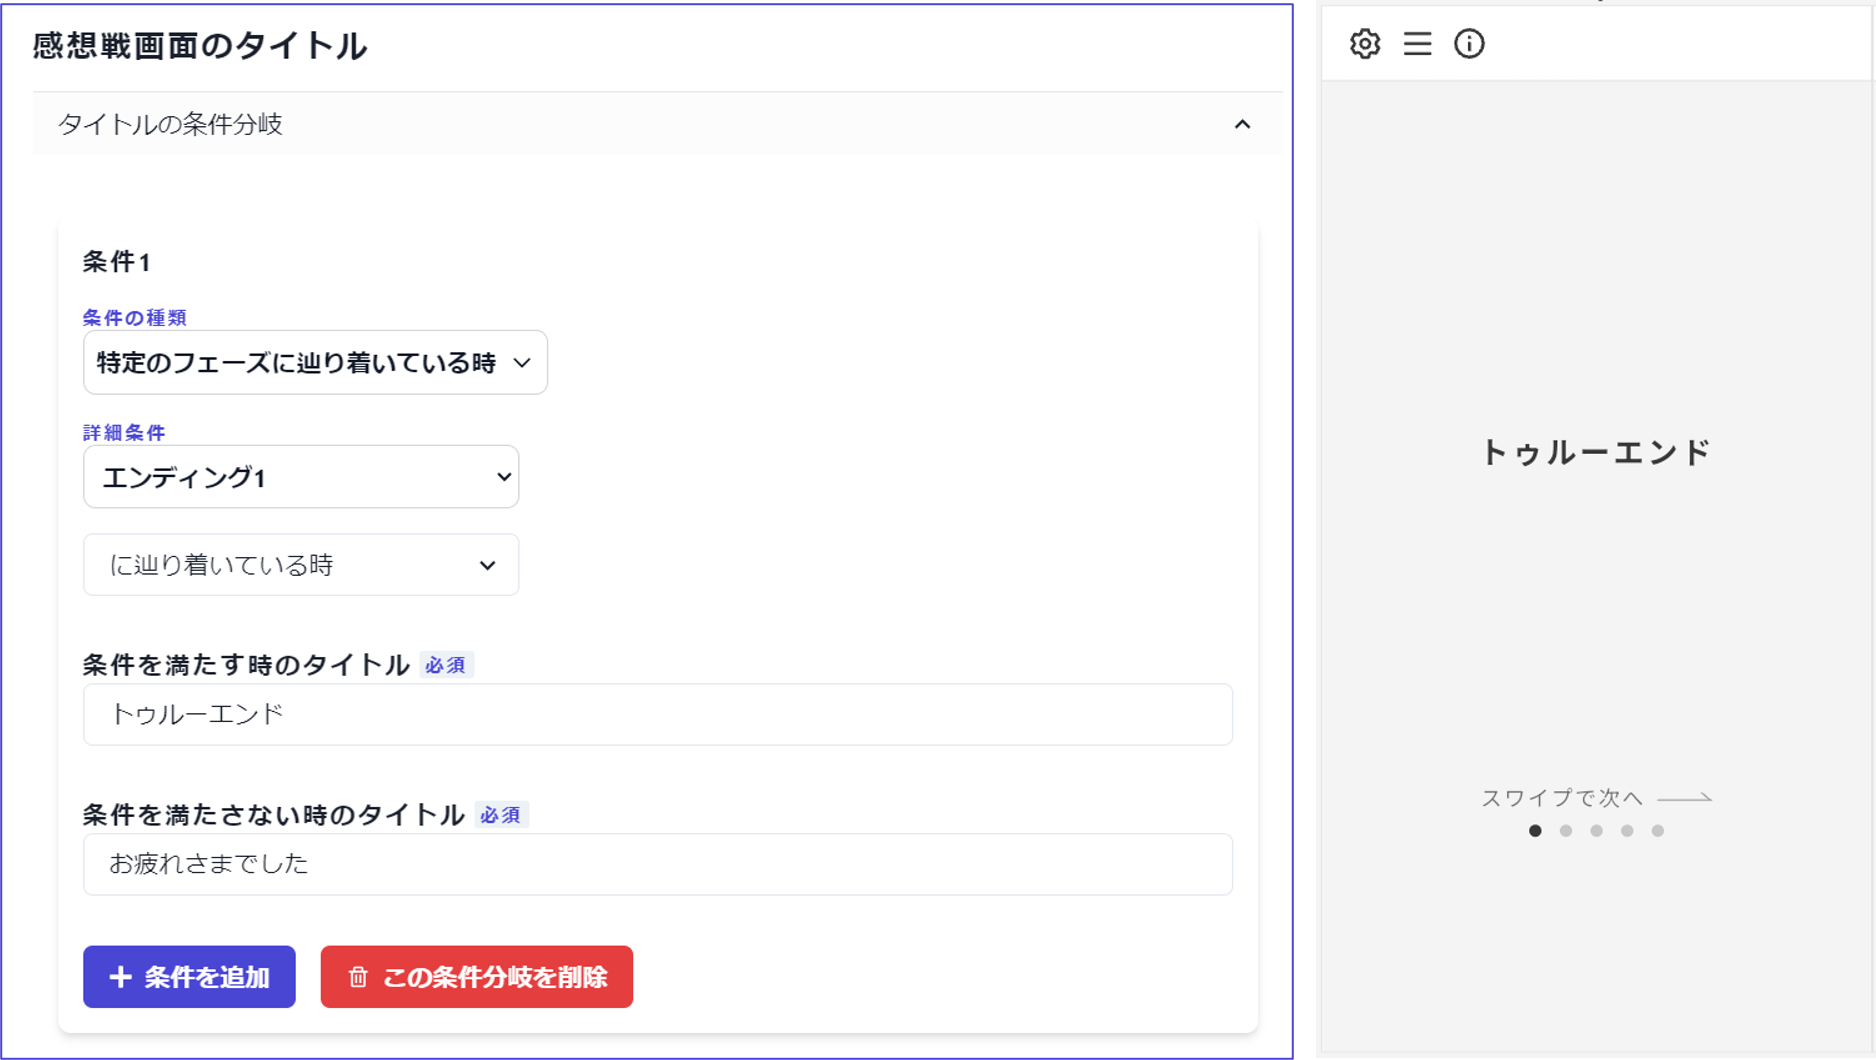 感想戦画面のタイトル
タイトルの条件分岐
条件1
条件の種類
特定のフェーズに辿り着いている時
詳細条件
エンディング1
に辿り着いている時
条件を満たす時のタイトル 必須
トゥルーエンド
条件を満たさない時のタイトル 必須
お疲れさまでした
条件を追加
この条件分岐を削除
トゥルーエンド
スワイプで次へ